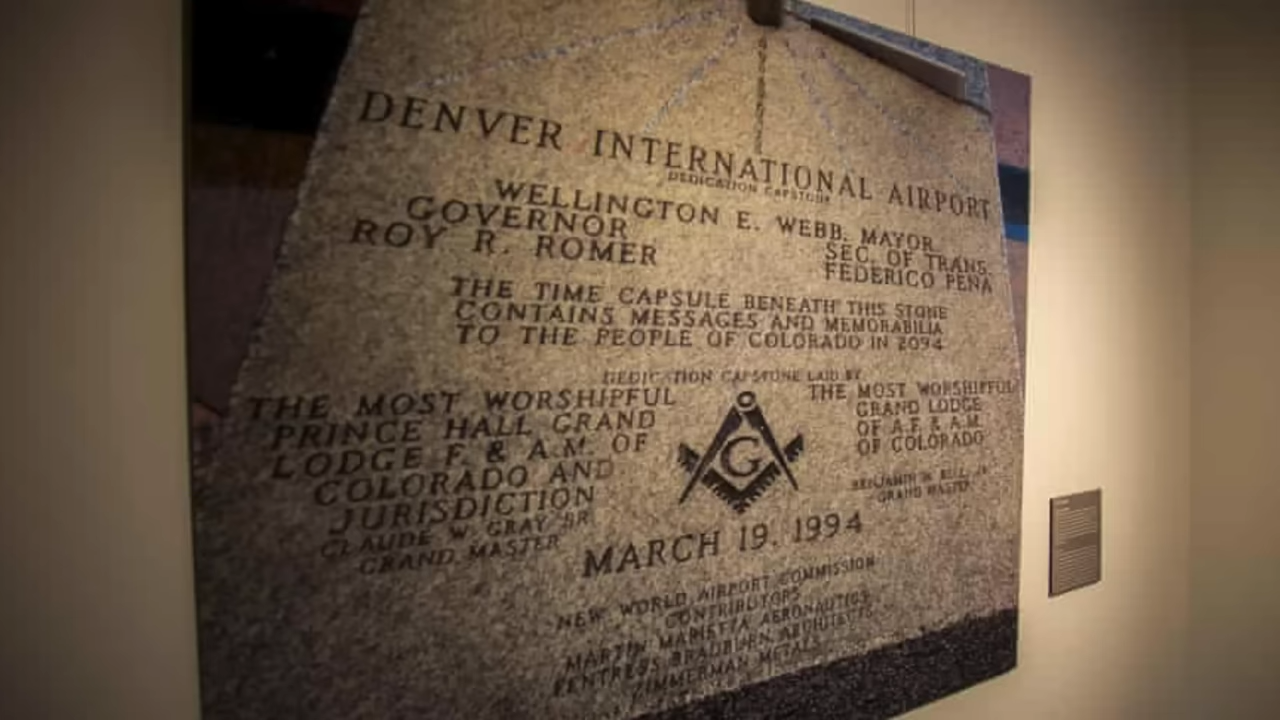 DENVER INTERNATIONAL AIRPORT
DEDICATION CAPSTONE
WELLINGTON E. WEBB, MAYOR
GOVERNOR
ROY R. ROMER
SEC. OF TRANS.
FEDERICO PENA
THE TIME CAPSULE BENEATH THIS STONE
CONTAINS MESSAGES AND MEMORABILIA
TO THE PEOPLE OF COLORADO IN 2094
DEDICATION CAPSTONE LAID BY
THE MOST WORSHIPFUL
PRINCE HALL GRAND
LODGE F. & A.M. OF
COLORADO AND
JURISDICTION
CLAUDE W. GRAY SR.
GRAND MASTER
G
THE MOST WORSHIPFUL
GRAND LODGE
OF A.F. & A.M.
OF COLORADO
BENJAMIN H. BELL JR.
GRAND MASTER
MARCH 19, 1994
NEW WORLD AIRPORT COMMISSION
CONTRIBUTORS
MARTIN MARIETTA AERONAUTICS
FENTRESS BRADBURN ARCHITECTS
ZIMMERMAN METALS